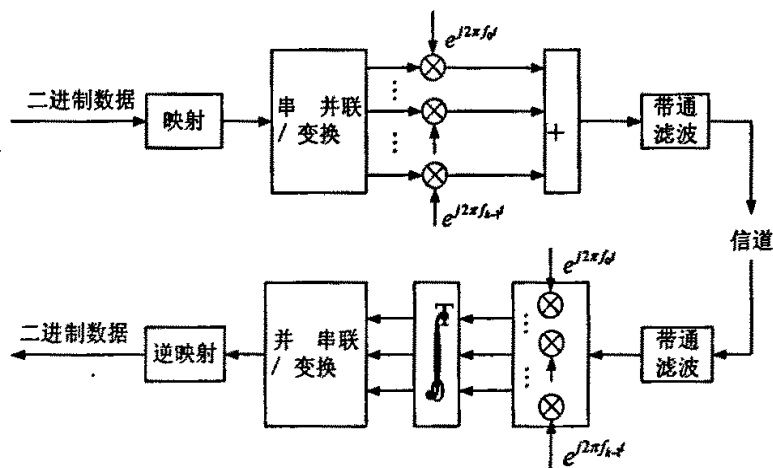 e^{j2πf_0t}
二进制数据
映射
串 并联
/ 变换
+
带通
滤波
e^{j2πf_{k-1}t}
信道
e^{j2πf_0t}
二进制数据
逆映射
并 串联
/ 变换
∫_0^T
带通
滤波
e^{j2πf_{k-1}t}